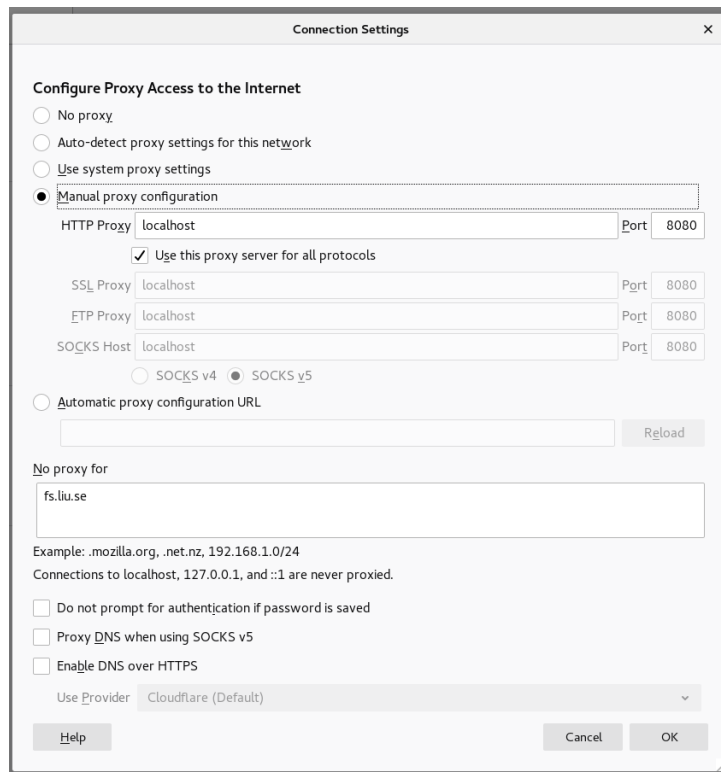 Connection Settings ×
Configure Proxy Access to the Internet
No proxy
Auto-detect proxy settings for this network
Use system proxy settings
Manual proxy configuration
HTTP Proxy localhost Port 8080
Use this proxy server for all protocols
SSL Proxy localhost Port 8080
FTP Proxy localhost Port 8080
SOCKS Host localhost Port 8080
SOCKS v4 SOCKS v5
Automatic proxy configuration URL
Reload
No proxy for
fs.liu.se
Example: .mozilla.org, .net.nz, 192.168.1.0/24
Connections to localhost, 127.0.0.1, and ::1 are never proxied.
Do not prompt for authentication if password is saved
Proxy DNS when using SOCKS v5
Enable DNS over HTTPS
Use Provider Cloudflare (Default)
Help Cancel OK